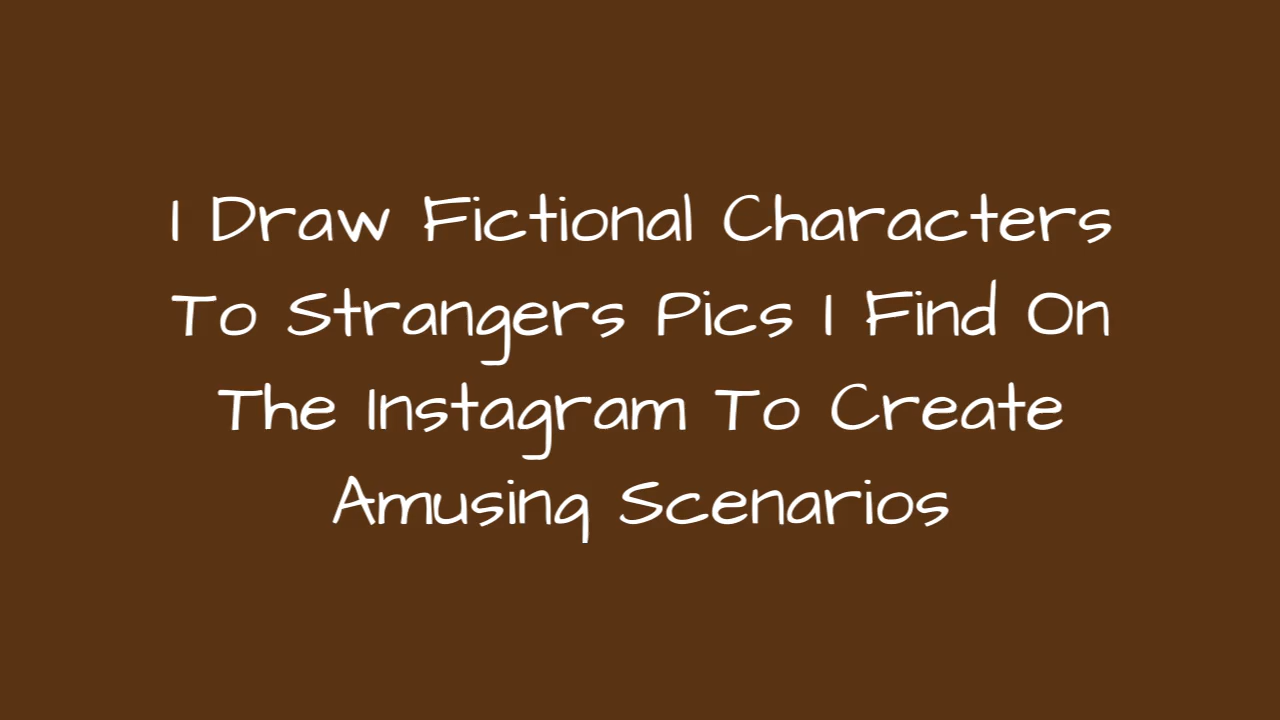 I Draw Fictional Characters
To Strangers Pics I Find On
The Instagram To Create
Amusing Scenarios